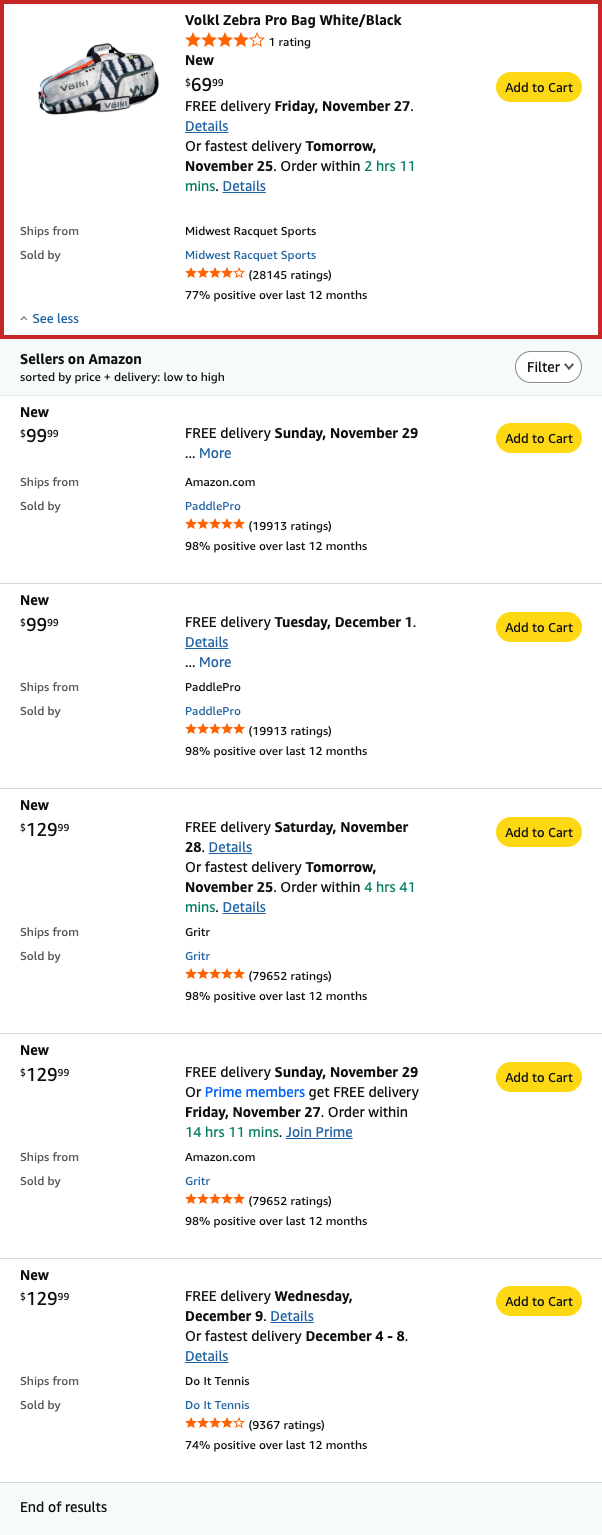 Volkl Zebra Pro Bag White/Black
1 rating
New
$69.99
FREE delivery Friday, November 27.
Details
Or fastest delivery Tomorrow,
November 25. Order within 2 hrs 11
mins. Details
Völkl
Völkl
Ships from
Midwest Racquet Sports
Sold by
Midwest Racquet Sports
(28145 ratings)
77% positive over last 12 months
See less
Sellers on Amazon
sorted by price + delivery: low to high
Filter
Add to Cart
New
$99.99
FREE delivery Sunday, November 29
... More
Add to Cart
Ships from
Amazon.com
Sold by
PaddlePro
(19913 ratings)
98% positive over last 12 months
New
$99.99
FREE delivery Tuesday, December 1.
Details
... More
Add to Cart
Ships from
PaddlePro
Sold by
PaddlePro
(19913 ratings)
98% positive over last 12 months
New
$129.99
FREE delivery Saturday, November
28. Details
Or fastest delivery Tomorrow,
November 25. Order within 4 hrs 41
mins. Details
Add to Cart
Ships from
Gritr
Sold by
Gritr
(79652 ratings)
98% positive over last 12 months
New
$129.99
FREE delivery Sunday, November 29
Or Prime members get FREE delivery
Friday, November 27. Order within
14 hrs 11 mins. Join Prime
Add to Cart
Ships from
Amazon.com
Sold by
Gritr
(79652 ratings)
98% positive over last 12 months
New
$129.99
FREE delivery Wednesday,
December 9. Details
Or fastest delivery December 4 - 8.
Details
Add to Cart
Ships from
Do It Tennis
Sold by
Do It Tennis
(9367 ratings)
74% positive over last 12 months
End of results